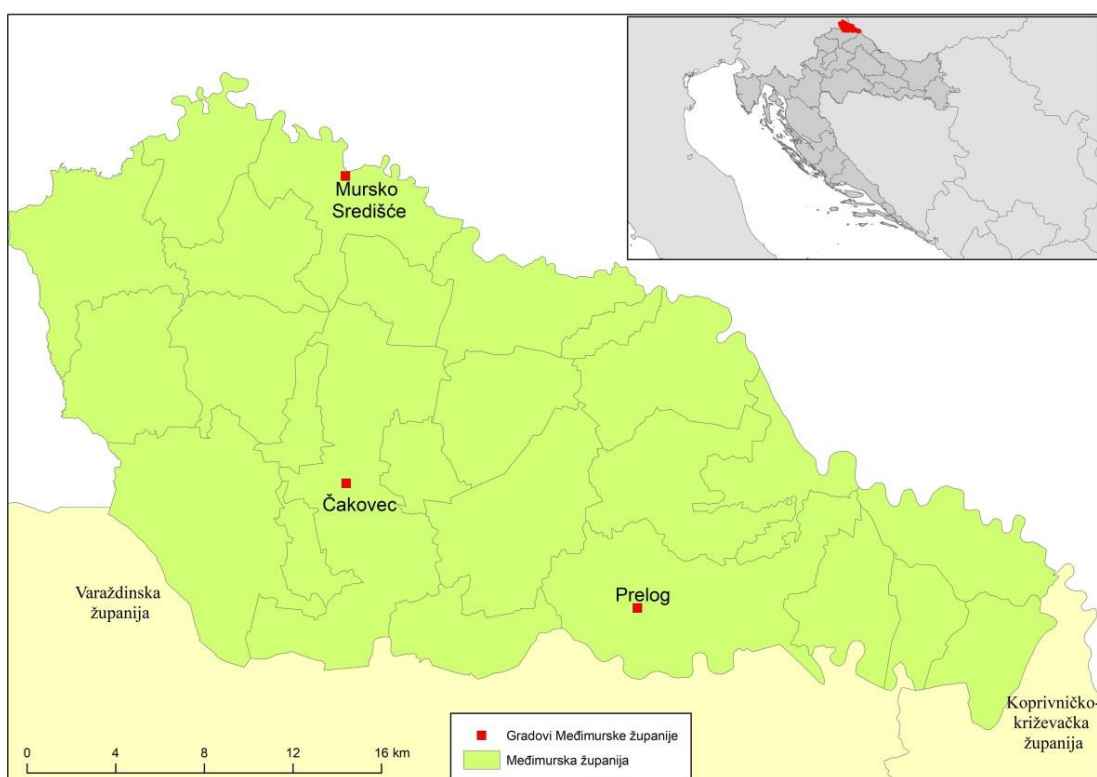 Mursko
Središće
Čakovec
Prelog
Varaždinska
županija
Koprivničko-
križevačka
županija
0 4 8 12 16 km
Gradovi Međimurske županije
Međimurska županija